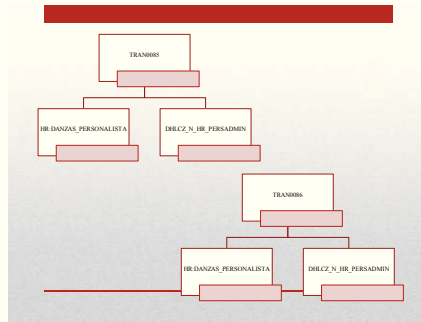 TRAN0085
HR:DANZAS_PERSONALISTA
DHLCZ_N_HR_PERSADMIN
TRAN0086
HR:DANZAS_PERSONALISTA
DHLCZ_N_HR_PERSADMIN